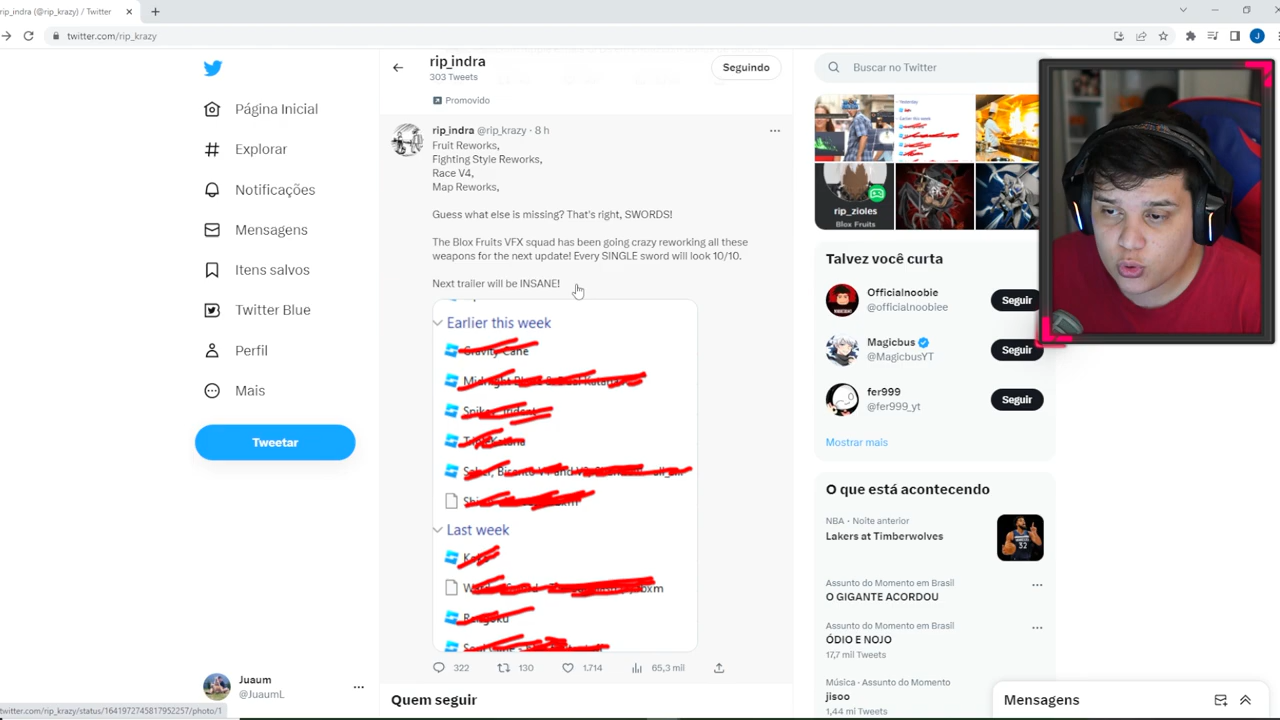 rip_indra (@rip_krazy) / Twitter
twitter.com/rip_krazy
Página Inicial
Explorar
Notificações
Mensagens
Itens salvos
Twitter Blue
Perfil
Mais
Tweetar
Juaum
@JuaumL
twitter.com/rip_krazy/status/1641972745817952257/photo/1
rip_indra
303 Tweets
Seguindo
Promovido
rip_indra @rip_krazy · 8 h
Fruit Reworks,
Fighting Style Reworks,
Race V4,
Map Reworks,
Guess what else is missing? That's right, SWORDS!
The Blox Fruits VFX squad has been going crazy reworking all these
weapons for the next update! Every SINGLE sword will look 10/10.
Next trailer will be INSANE!
Earlier this week
Gravity Cane
Last week
322
130
1.714
65,3 mil
Quem seguir
Buscar no Twitter
rip_zioles
Blox Fruits
Talvez você curta
Officialnoobie
@officialnoobiee
Seguir
Magicbus
@MagicbusYT
Seguir
fer999
@fer999_yt
Seguir
Mostrar mais
O que está acontecendo
NBA · Noite anterior
Lakers at Timberwolves
Assunto do Momento em Brasil
O GIGANTE ACORDOU
Assunto do Momento em Brasil
ÓDIO E NOJO
17,7 mil Tweets
Música · Assunto do Momento
jisoo
1,44 mi Tweets
Mensagens